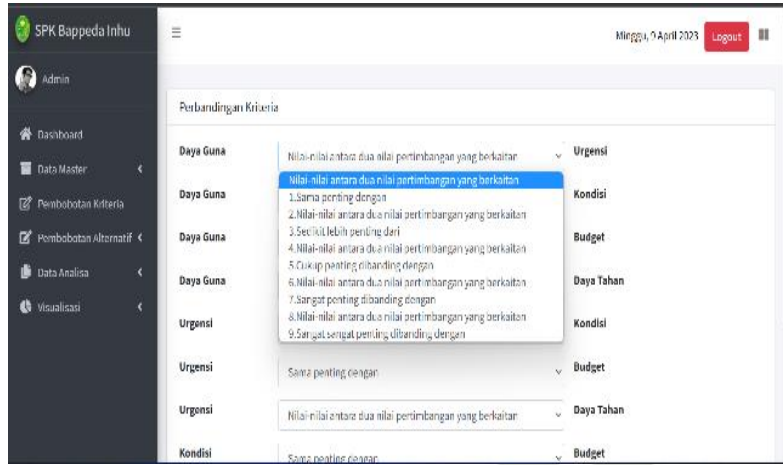 SPK Bappeda Inhu
Minggu, 9 April 2023 Logout
Admin
Perbandingan Kriteria
Dashboard
Data Master
Pembobotan Kriteria
Pembobotan Alternatif
Data Analisa
Visualisasi
Daya Guna Nilai-nilai antara dua nilai pertimbangan yang berkaitan Urgensi
Nilai-nilai antara dua nilai pertimbangan yang berkaitan
1.Sama penting dengan
2.Nilai-nilai antara dua nilai pertimbangan yang berkaitan
3.Sedikit lebih penting dari
4.Nilai-nilai antara dua nilai pertimbangan yang berkaitan
5.Cukup penting dibanding dengan
6.Nilai-nilai antara dua nilai pertimbangan yang berkaitan
7.Sangat penting dibanding dengan
8.Nilai-nilai antara dua nilai pertimbangan yang berkaitan
9.Sangat sangat penting dibanding dengan
Daya Guna Kondisi
Daya Guna Budget
Daya Guna Daya Tahan
Urgensi Kondisi
Urgensi Sama penting dengan Budget
Urgensi Nilai-nilai antara dua nilai pertimbangan yang berkaitan Daya Tahan
Kondisi Sama penting dengan Budget